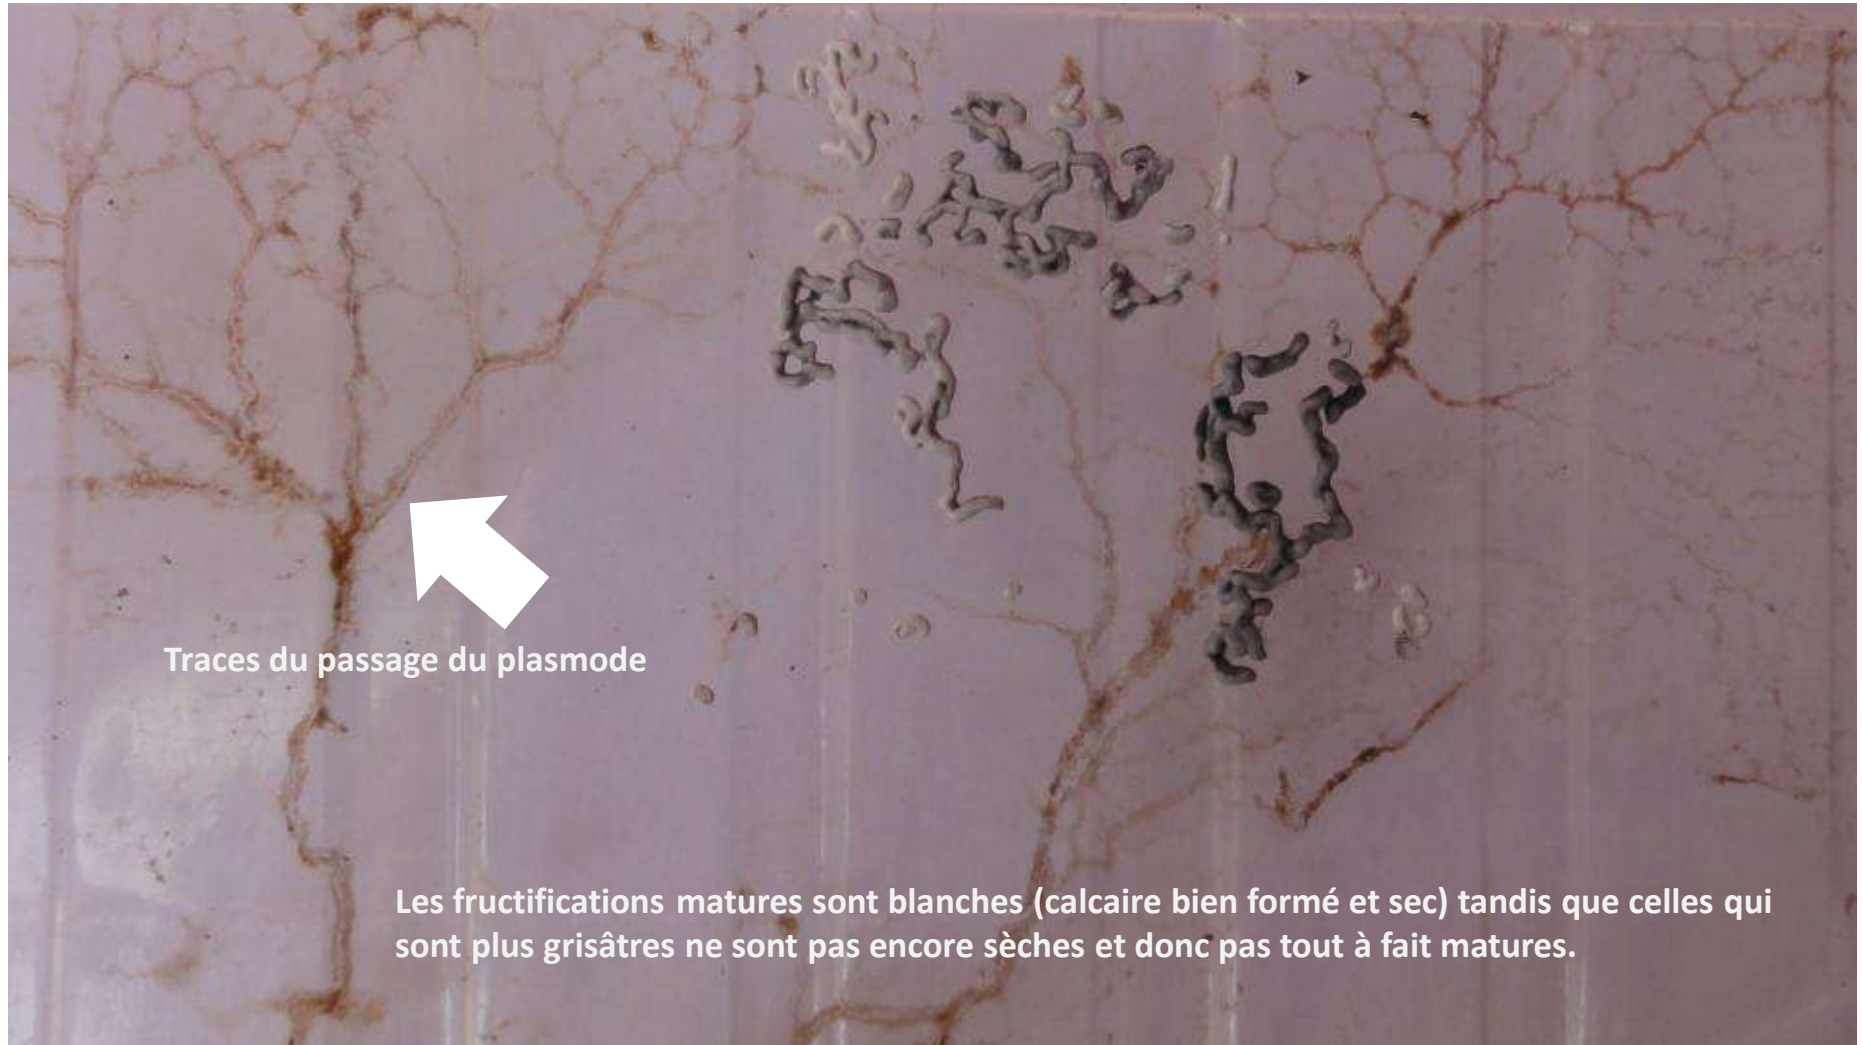 Traces du passage du plasmode
Les fructifications matures sont blanches (calcaire bien formé et sec) tandis que celles qui
sont plus grisâtres ne sont pas encore sèches et donc pas tout à fait matures.